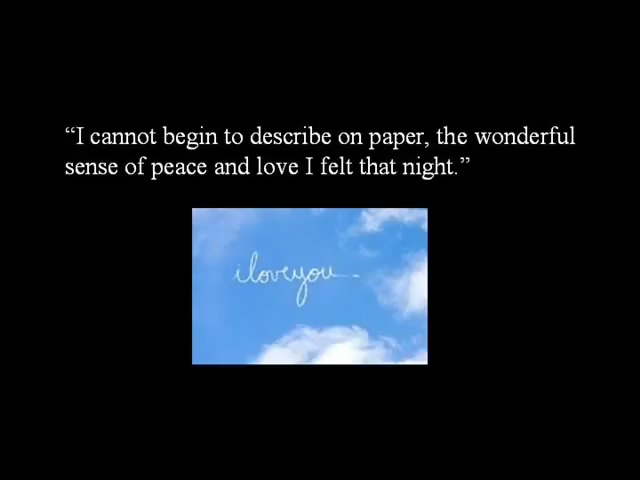 “I cannot begin to describe on paper, the wonderful
sense of peace and love I felt that night.”
iloveyou